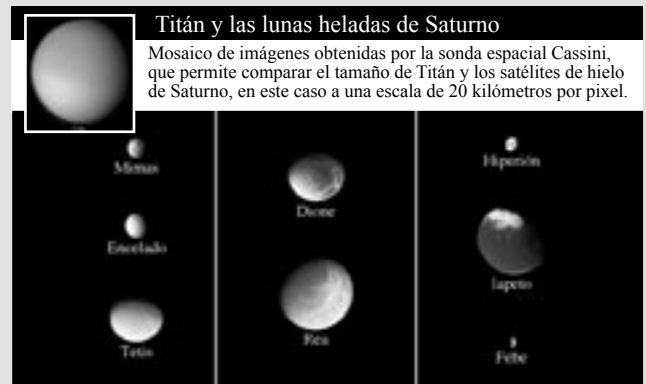 Titán y las lunas heladas de Saturno
Mosaico de imágenes obtenidas por la sonda espacial Cassini,
que permite comparar el tamaño de Titán y los satélites de hielo
de Saturno, en este caso a una escala de 20 kilómetros por pixel.
Mimas
Encelado
Tetis
Dione
Rea
Hiperión
Iapeto
Febe